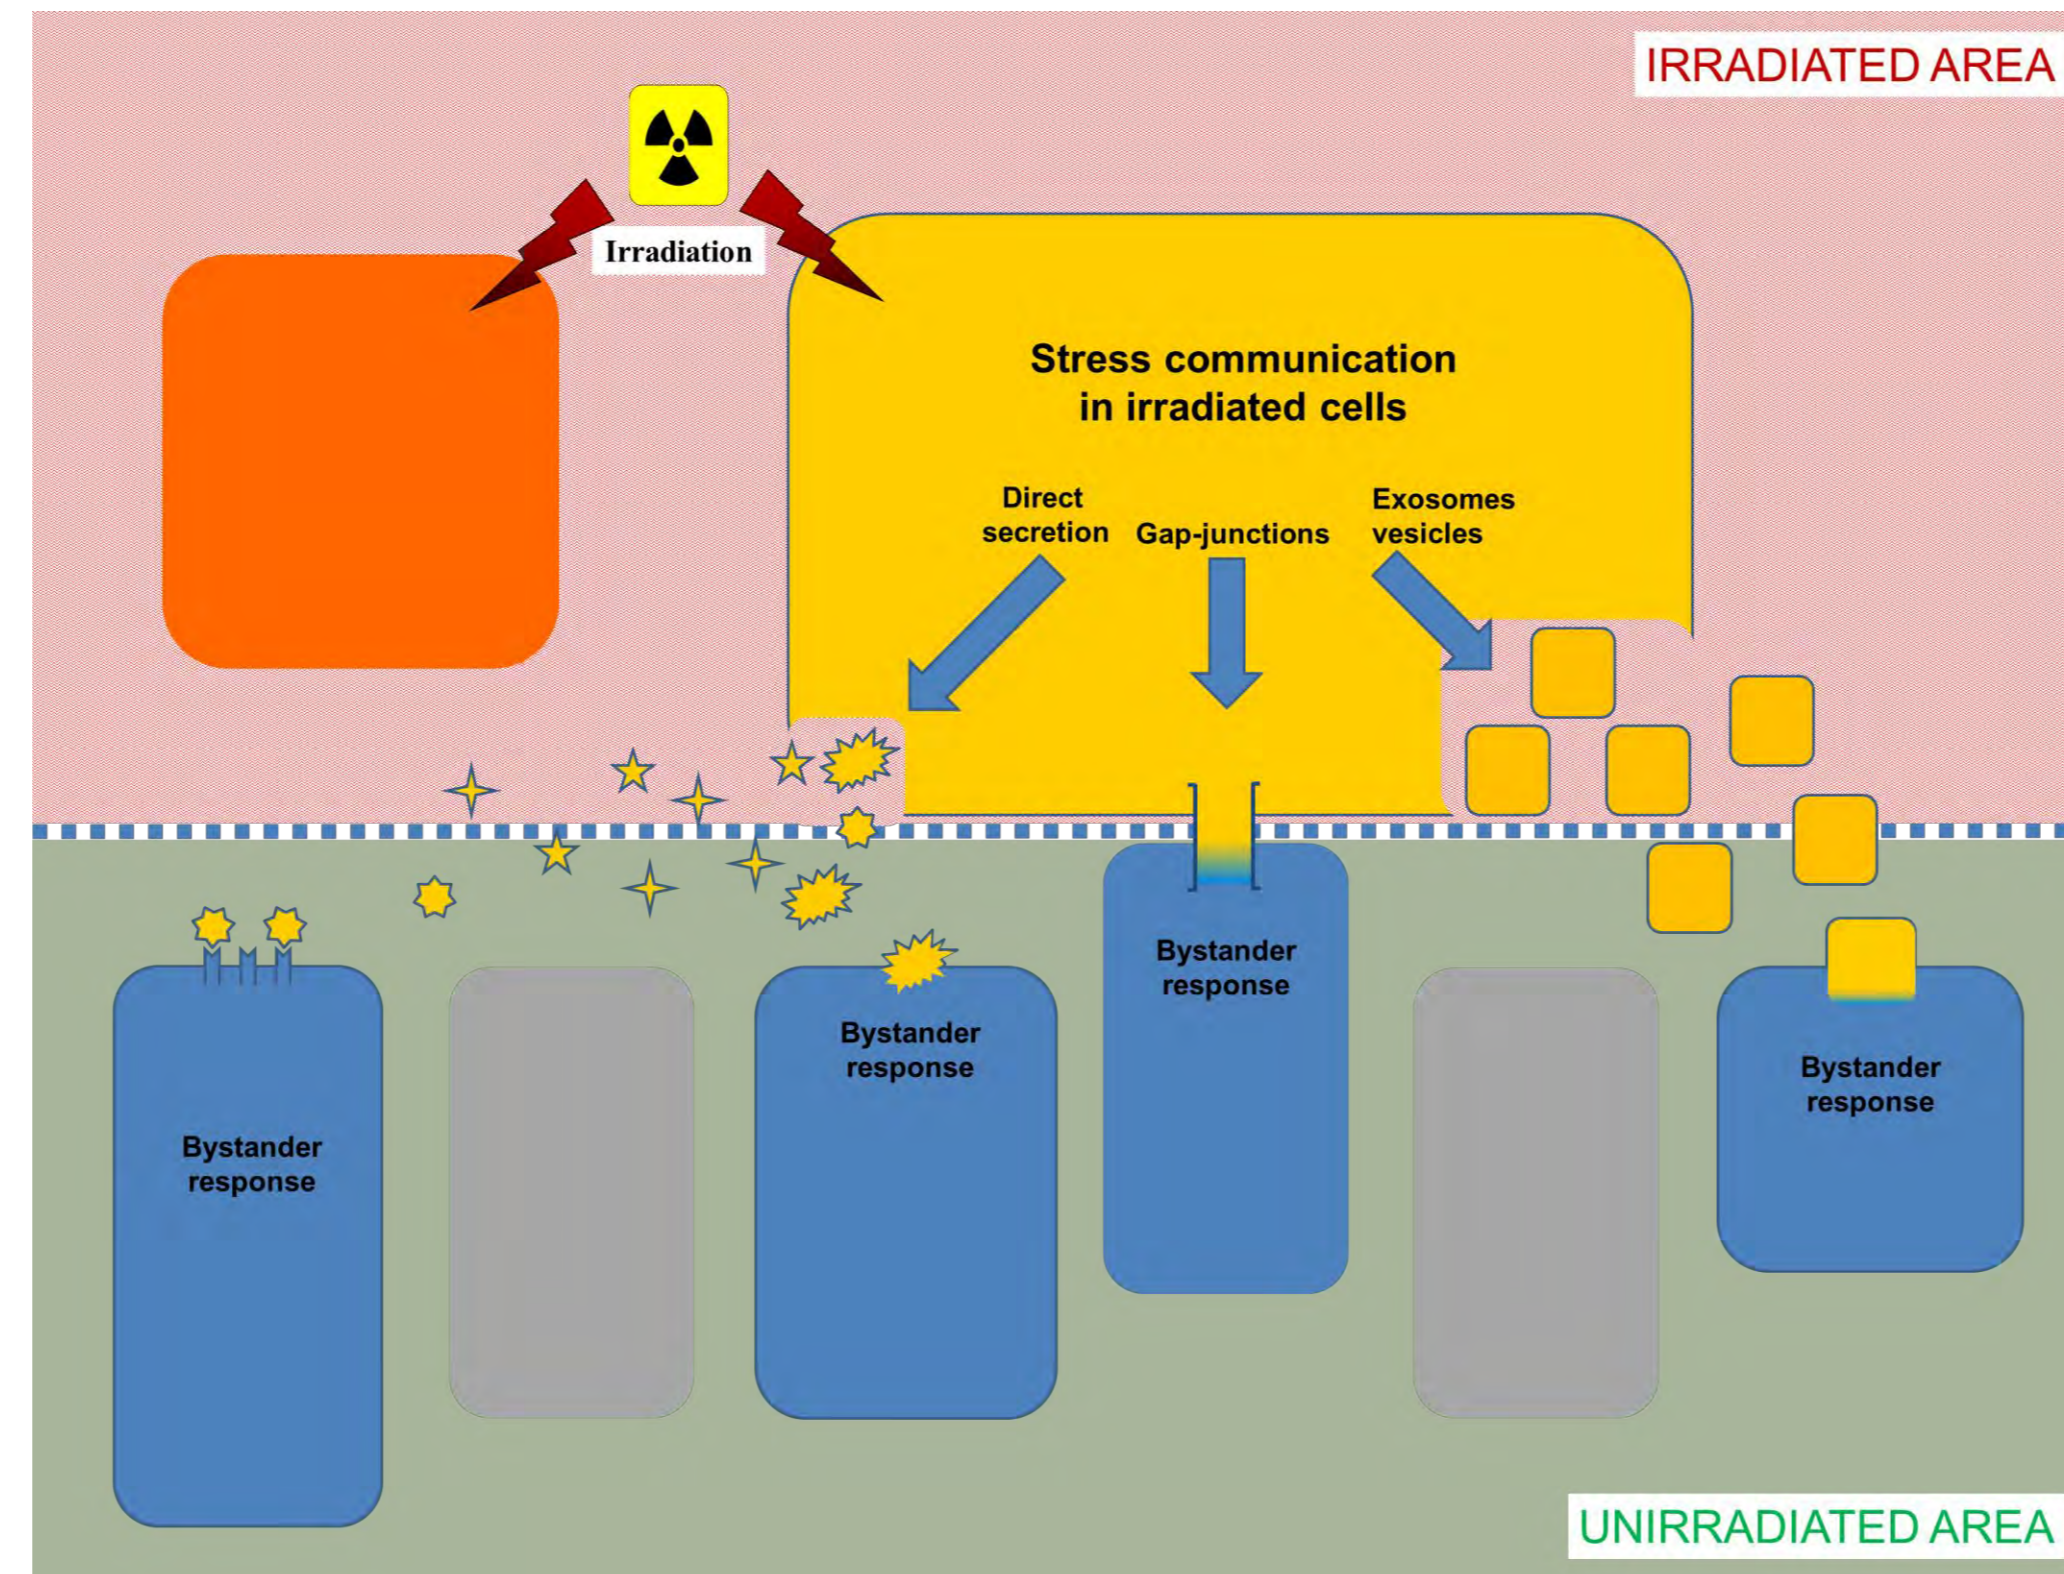 IRRADIATED AREA
Irradiation
Stress communication
in irradiated cells
Direct
secretion
Gap-junctions
Exosomes
vesicles
Bystander
response
Bystander
response
Bystander
response
Bystander
response
UNIRRADIATED AREA